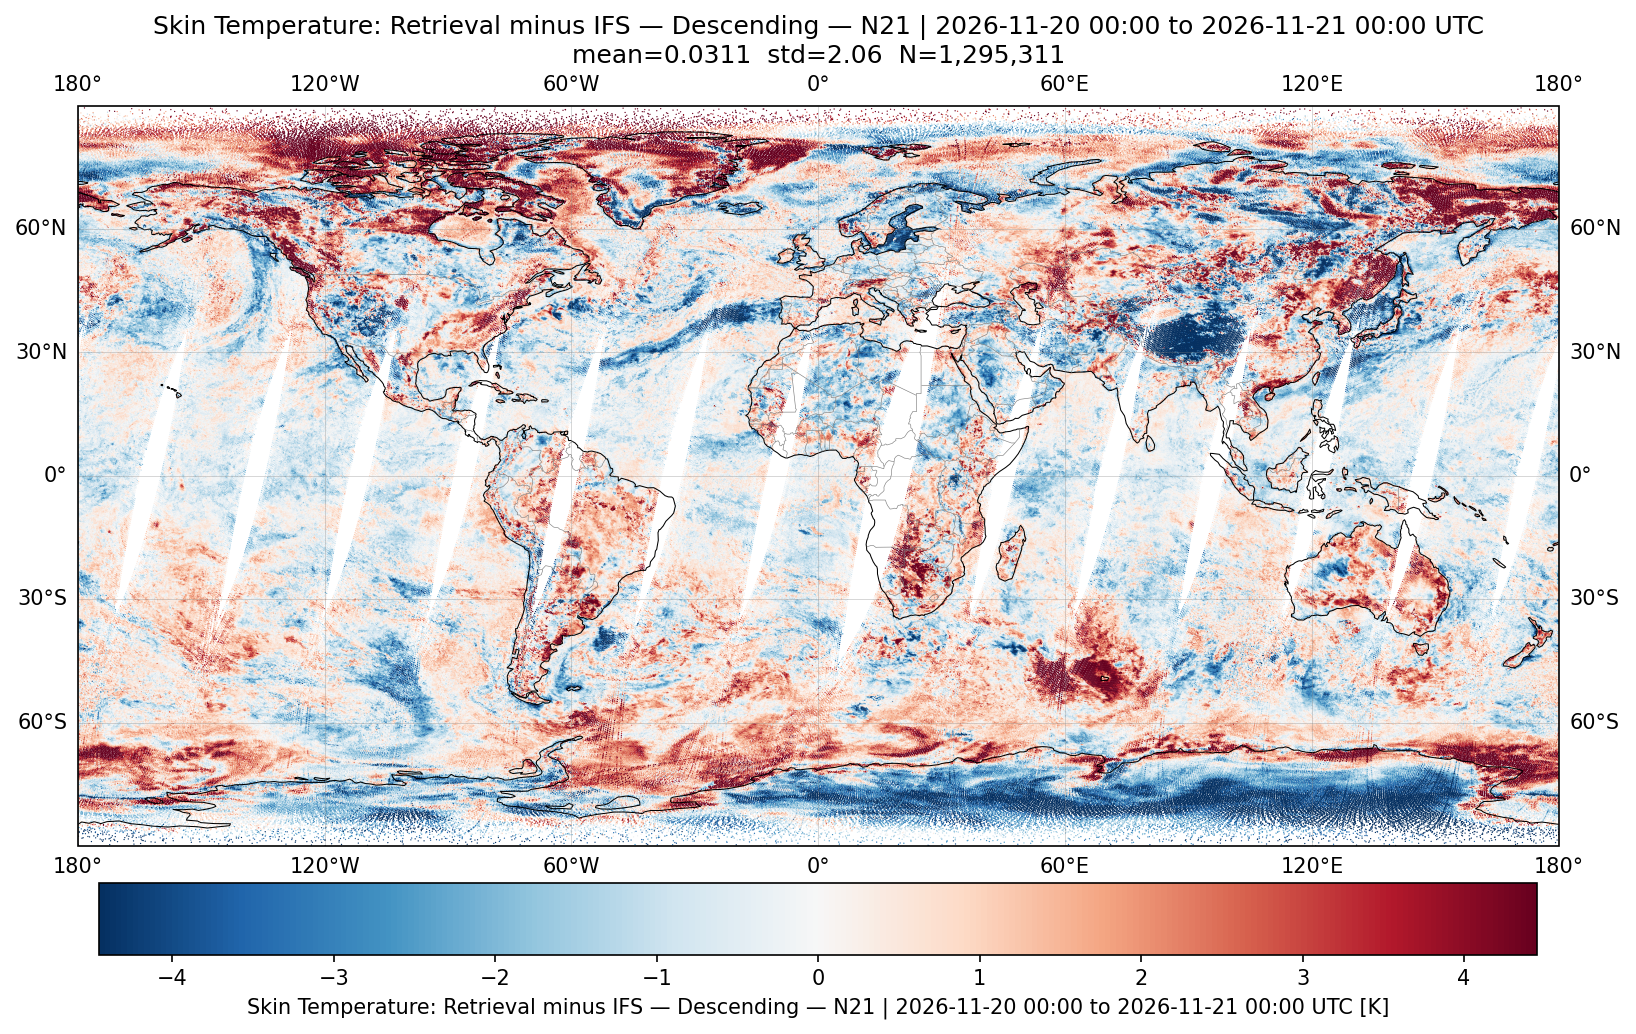 Skin Temperature: Retrieval minus IFS — Descending — N21 | 2026-11-20 00:00 to 2026-11-21 00:00 UTC
mean=0.0311 std=2.06 N=1,295,311
180° 120°W 60°W 0° 60°E 120°E 180°
60°N 60°N
30°N 30°N
0° 0°
30°S 30°S
60°S 60°S
180° 120°W 60°W 0° 60°E 120°E 180°
−4 −3 −2 −1 0 1 2 3 4
Skin Temperature: Retrieval minus IFS — Descending — N21 | 2026-11-20 00:00 to 2026-11-21 00:00 UTC [K]